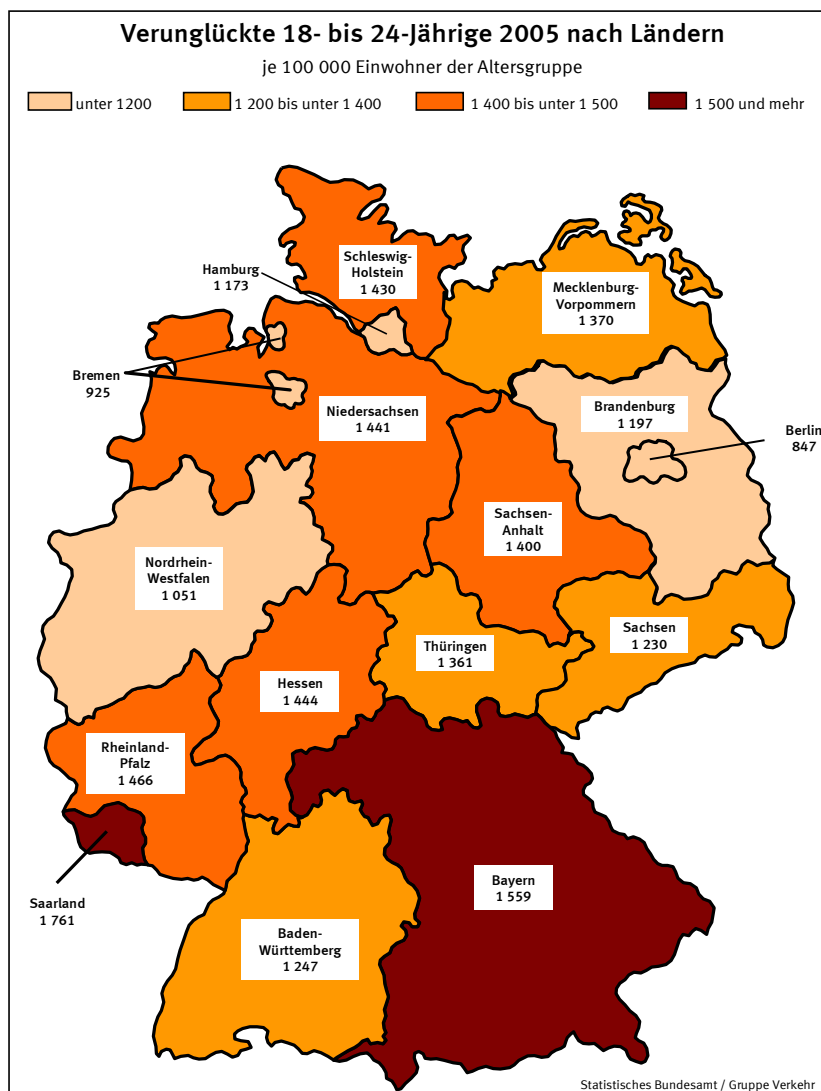 Verunglückte 18- bis 24-Jährige 2005 nach Ländern
je 100 000 Einwohner der Altersgruppe
unter 1200
1 200 bis unter 1 400
1 400 bis unter 1 500
1 500 und mehr
Schleswig-
Holstein
1 430
Hamburg
1 173
Mecklenburg-
Vorpommern
1 370
Bremen
925
Niedersachsen
1 441
Brandenburg
1 197
Berlin
847
Sachsen-
Anhalt
1 400
Nordrhein-
Westfalen
1 051
Thüringen
1 361
Sachsen
1 230
Hessen
1 444
Rheinland-
Pfalz
1 466
Saarland
1 761
Bayern
1 559
Baden-
Württemberg
1 247
Statistisches Bundesamt / Gruppe Verkehr